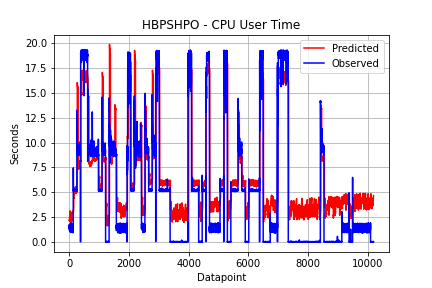 HBPSHPO - CPU User Time
Predicted
Observed
20.0
17.5
15.0
12.5
10.0
7.5
5.0
2.5
0.0
Seconds
0 2000 4000 6000 8000 10000
Datapoint